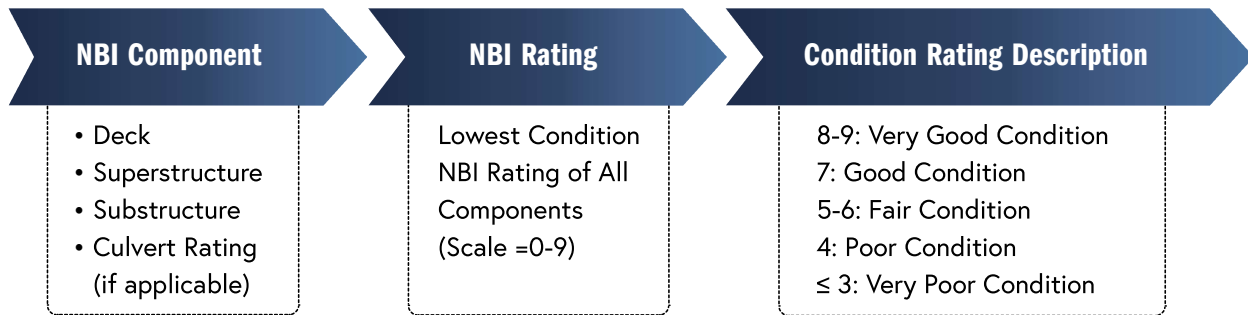 NBI Component
• Deck
• Superstructure
• Substructure
• Culvert Rating
(if applicable)
NBI Rating
Lowest Condition
NBI Rating of All
Components
(Scale =0-9)
Condition Rating Description
8-9: Very Good Condition
7: Good Condition
5-6: Fair Condition
4: Poor Condition
≤ 3: Very Poor Condition